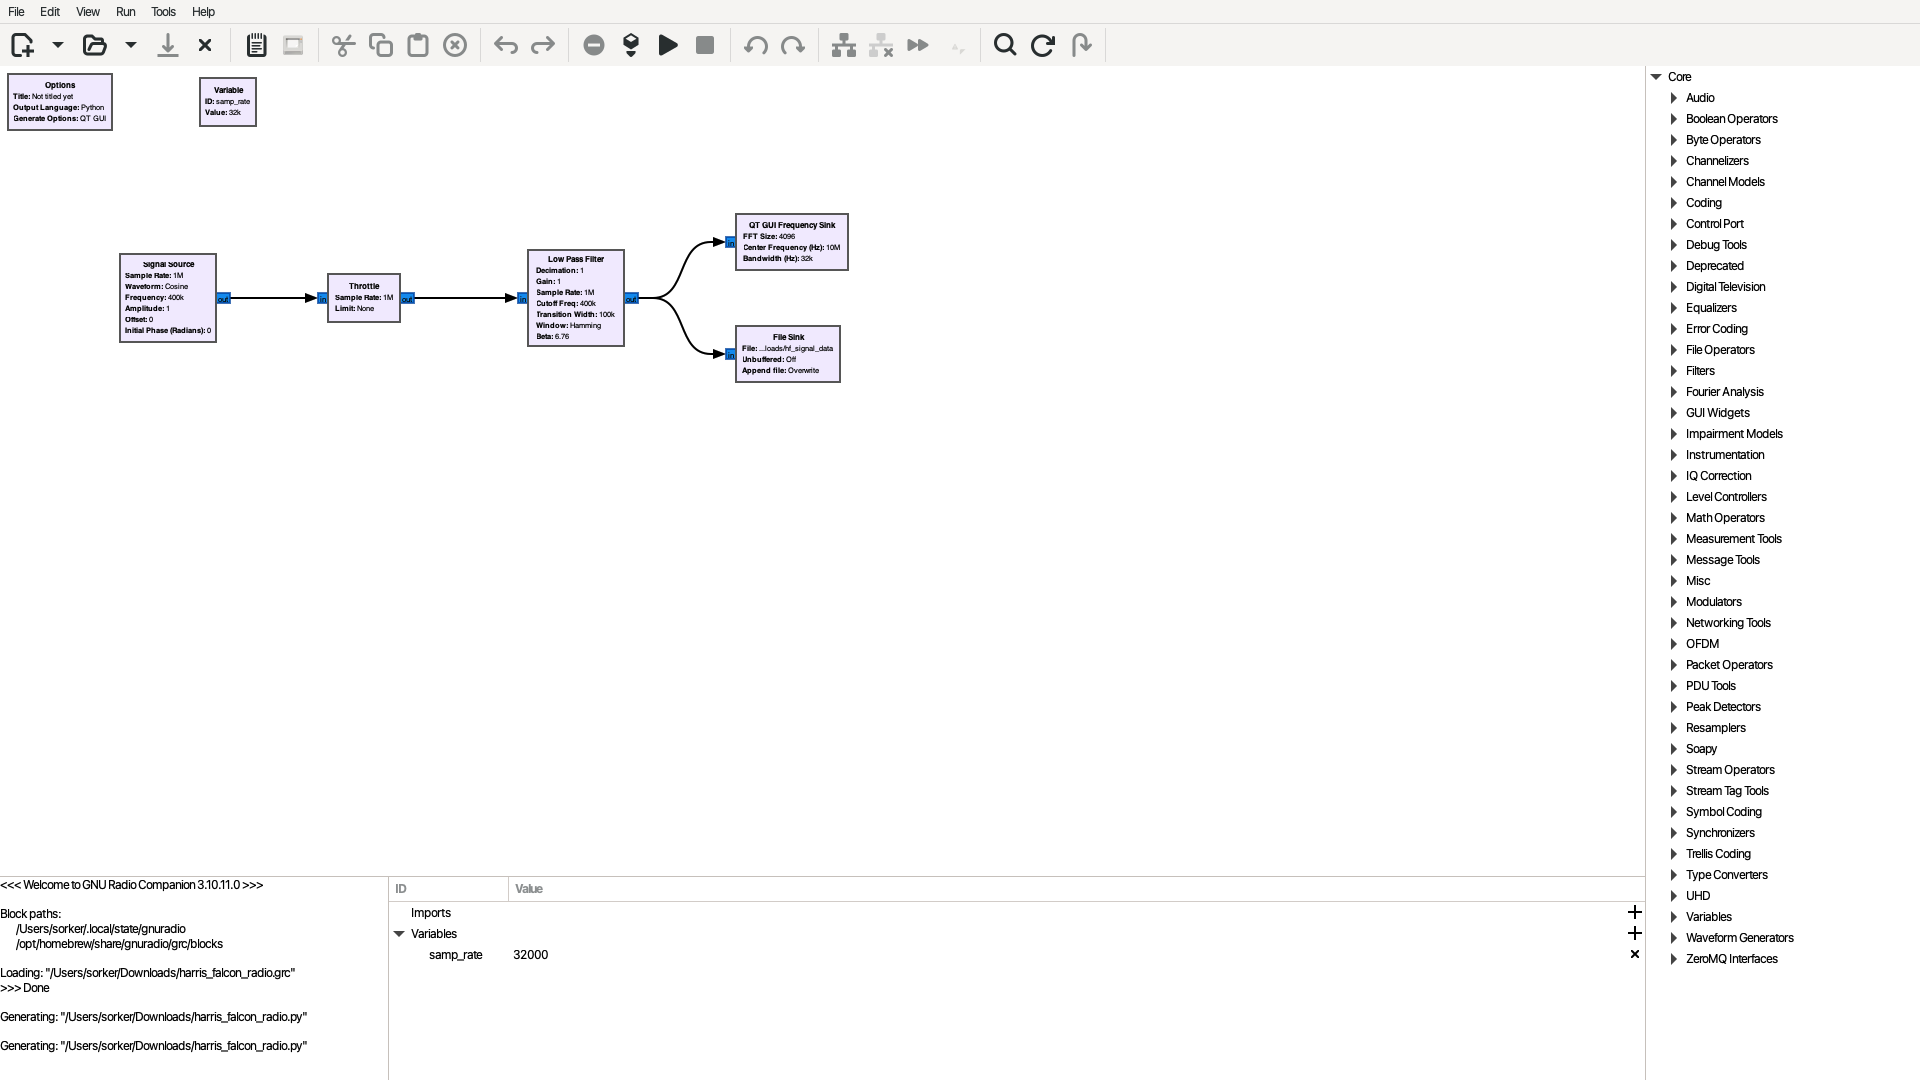 File Edit View Run Tools Help
Options
Title: Not titled yet
Output Language: Python
Generate Options: QT GUI
Variable
ID: samp_rate
Value: 32k
Signal Source
Sample Rate: 1M
Waveform: Cosine
Frequency: 400k
Amplitude: 1
Offset: 0
Initial Phase (Radians): 0
out
in
Throttle
Sample Rate: 1M
Limit: None
out
in
Low Pass Filter
Decimation: 1
Gain: 1
Sample Rate: 1M
Cutoff Freq: 400k
Transition Width: 100k
Window: Hamming
Beta: 6.76
out
in
QT GUI Frequency Sink
FFT Size: 4096
Center Frequency (Hz): 10M
Bandwidth (Hz): 32k
in
File Sink
File: ...loads/hf_signal_data
Unbuffered: Off
Append file: Overwrite
Core
Audio
Boolean Operators
Byte Operators
Channelizers
Channel Models
Coding
Control Port
Debug Tools
Deprecated
Digital Television
Equalizers
Error Coding
File Operators
Filters
Fourier Analysis
GUI Widgets
Impairment Models
Instrumentation
IQ Correction
Level Controllers
Math Operators
Measurement Tools
Message Tools
Misc
Modulators
Networking Tools
OFDM
Packet Operators
PDU Tools
Peak Detectors
Resamplers
Soapy
Stream Operators
Stream Tag Tools
Symbol Coding
Synchronizers
Trellis Coding
Type Converters
UHD
Variables
Waveform Generators
ZeroMQ Interfaces
<<< Welcome to GNU Radio Companion 3.10.11.0 >>>
Block paths:
/Users/sorker/.local/state/gnuradio
/opt/homebrew/share/gnuradio/grc/blocks
Loading: "/Users/sorker/Downloads/harris_falcon_radio.grc"
>>> Done
Generating: "/Users/sorker/Downloads/harris_falcon_radio.py"
Generating: "/Users/sorker/Downloads/harris_falcon_radio.py"
ID Value
Imports
Variables
samp_rate 32000